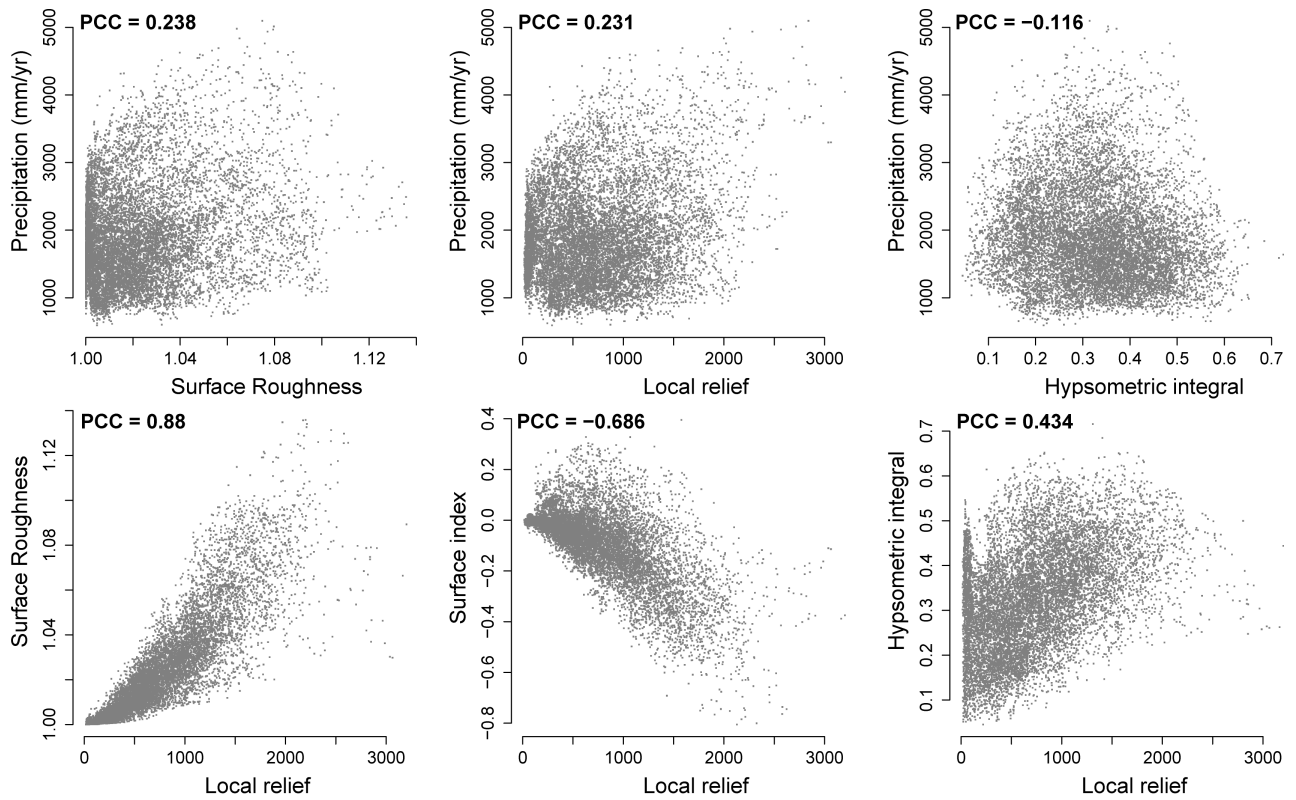 PCC = 0.238
Precipitation (mm/yr)
5000
4000
3000
2000
1000
1.00 1.04 1.08 1.12
Surface Roughness
PCC = 0.231
Precipitation (mm/yr)
5000
4000
3000
2000
1000
0 1000 2000 3000
Local relief
PCC = −0.116
Precipitation (mm/yr)
5000
4000
3000
2000
1000
0.1 0.2 0.3 0.4 0.5 0.6 0.7
Hypsometric integral
PCC = 0.88
Surface Roughness
1.12
1.08
1.04
1.00
0 1000 2000 3000
Local relief
PCC = −0.686
Surface index
0.4
0.2
0.0
−0.2
−0.4
−0.6
−0.8
0 1000 2000 3000
Local relief
PCC = 0.434
Hypsometric integral
0.7
0.6
0.5
0.4
0.3
0.2
0.1
0 1000 2000 3000
Local relief